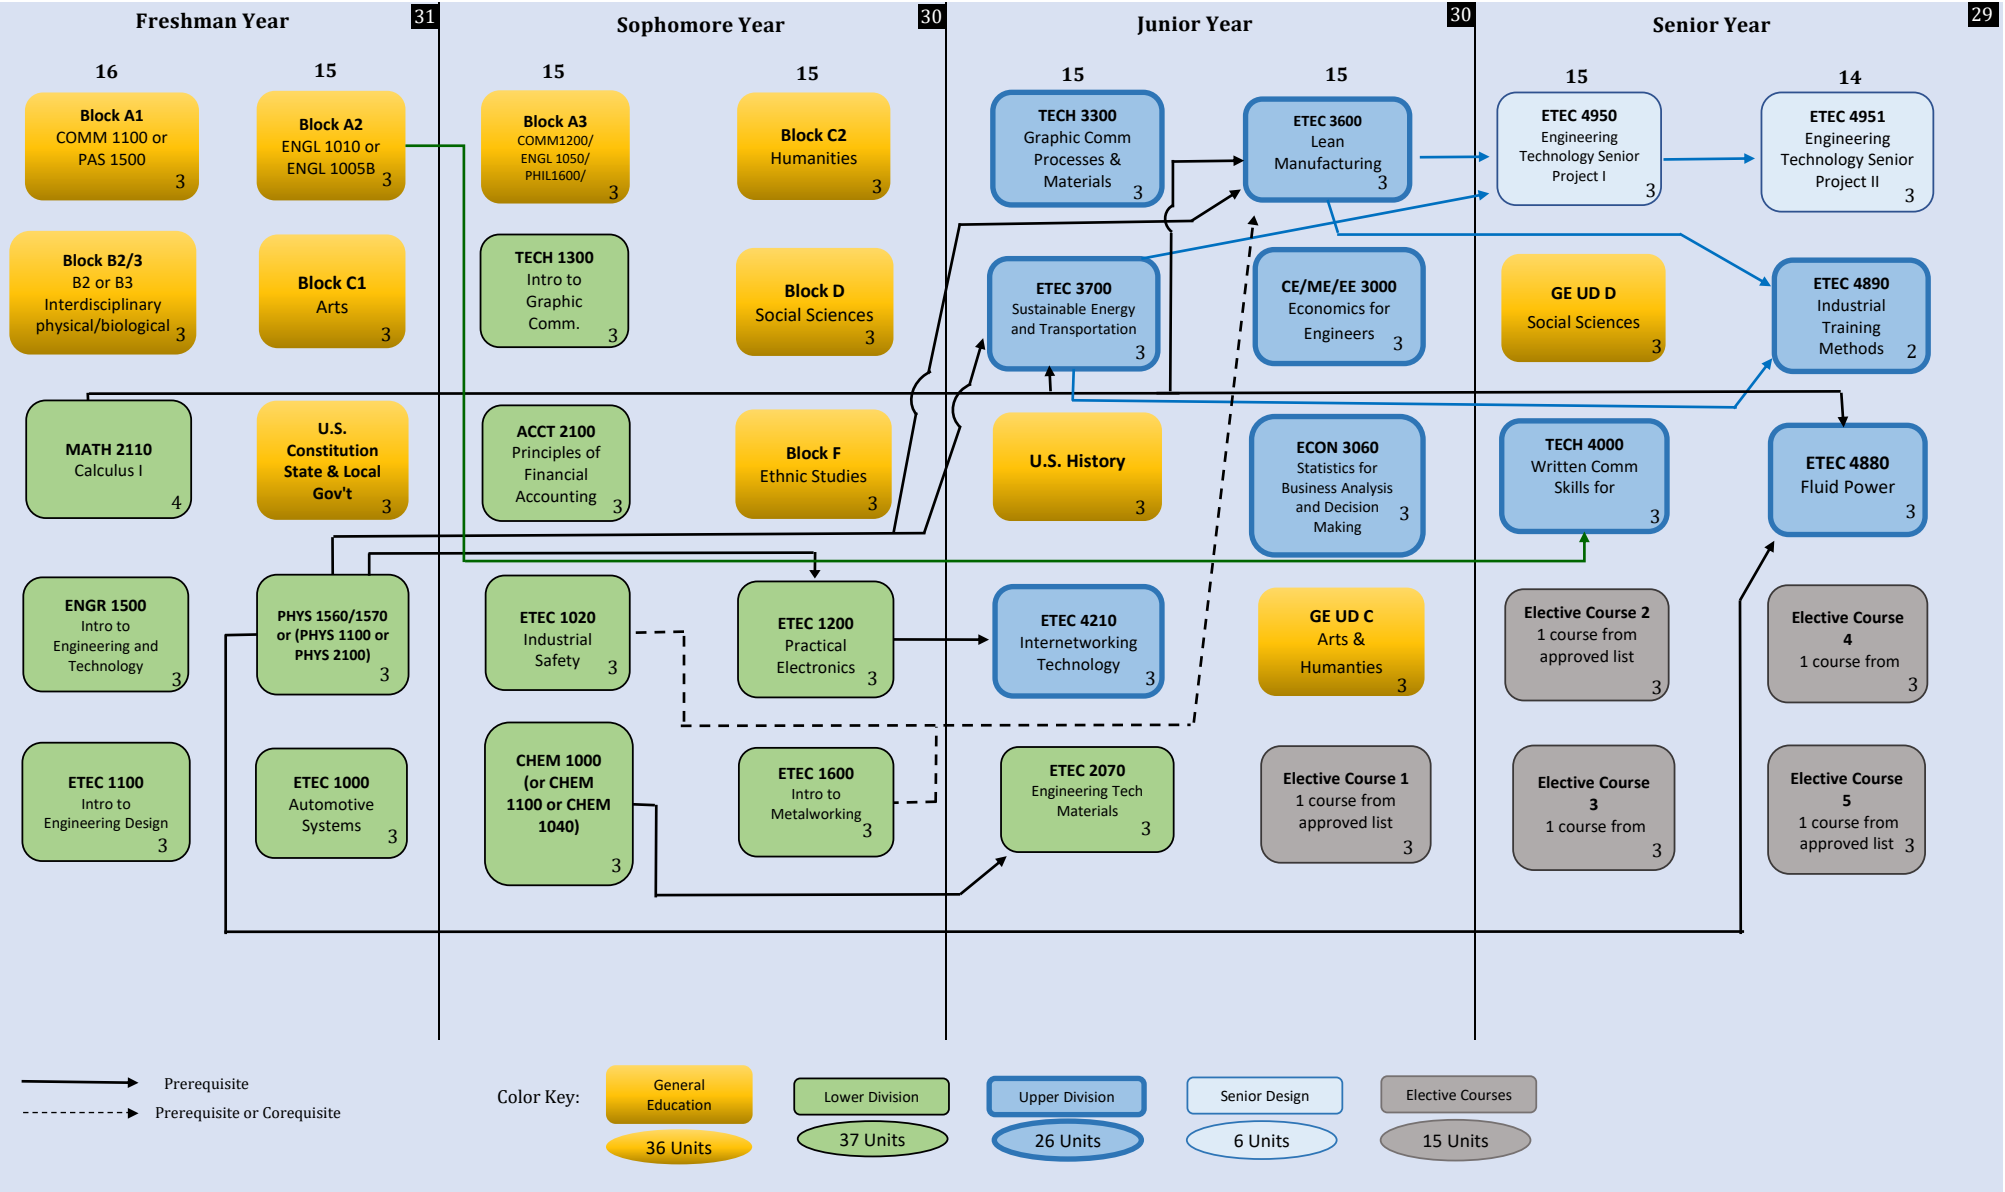 Freshman Year
31
Sophomore Year
30
Junior Year
30
Senior Year
29
16
15
15
15
15
15
15
14
Block A1
COMM 1100 or
PAS 1500
3
Block A2
ENGL 1010 or
ENGL 1005B
3
Block A3
COMM1200/
ENGL 1050/
PHIL1600/
3
Block C2
Humanities
3
TECH 3300
Graphic Comm
Processes &
Materials
3
ETEC 3600
Lean
Manufacturing
3
ETEC 4950
Engineering
Technology Senior
Project I
3
ETEC 4951
Engineering
Technology Senior
Project II
3
Block B2/3
B2 or B3
Interdisciplinary
physical/biological
3
Block C1
Arts
3
TECH 1300
Intro to
Graphic
Comm.
3
Block D
Social Sciences
3
ETEC 3700
Sustainable Energy
and Transportation
3
CE/ME/EE 3000
Economics for
Engineers
3
GE UD D
Social Sciences
3
ETEC 4890
Industrial
Training
Methods
2
MATH 2110
Calculus I
4
U.S.
Constitution
State & Local
Gov't
3
ACCT 2100
Principles of
Financial
Accounting
3
Block F
Ethnic Studies
3
U.S. History
3
ECON 3060
Statistics for
Business Analysis
and Decision
Making
3
TECH 4000
Written Comm
Skills for
3
ETEC 4880
Fluid Power
3
ENGR 1500
Intro to
Engineering and
Technology
3
PHYS 1560/1570
or (PHYS 1100 or
PHYS 2100)
3
ETEC 1020
Industrial
Safety
3
ETEC 1200
Practical
Electronics
3
ETEC 4210
Internetworking
Technology
3
GE UD C
Arts &
Humanties
3
Elective Course 2
1 course from
approved list
3
Elective Course
4
1 course from
3
ETEC 1100
Intro to
Engineering Design
3
ETEC 1000
Automotive
Systems
3
CHEM 1000
(or CHEM
1100 or CHEM
1040)
3
ETEC 1600
Intro to
Metalworking
3
ETEC 2070
Engineering Tech
Materials
3
Elective Course 1
1 course from
approved list
3
Elective Course
3
1 course from
3
Elective Course
5
1 course from
approved list
3
Prerequisite
Prerequisite or Corequisite
Color Key:
General
Education
Lower Division
Upper Division
Senior Design
Elective Courses
36 Units
37 Units
26 Units
6 Units
15 Units